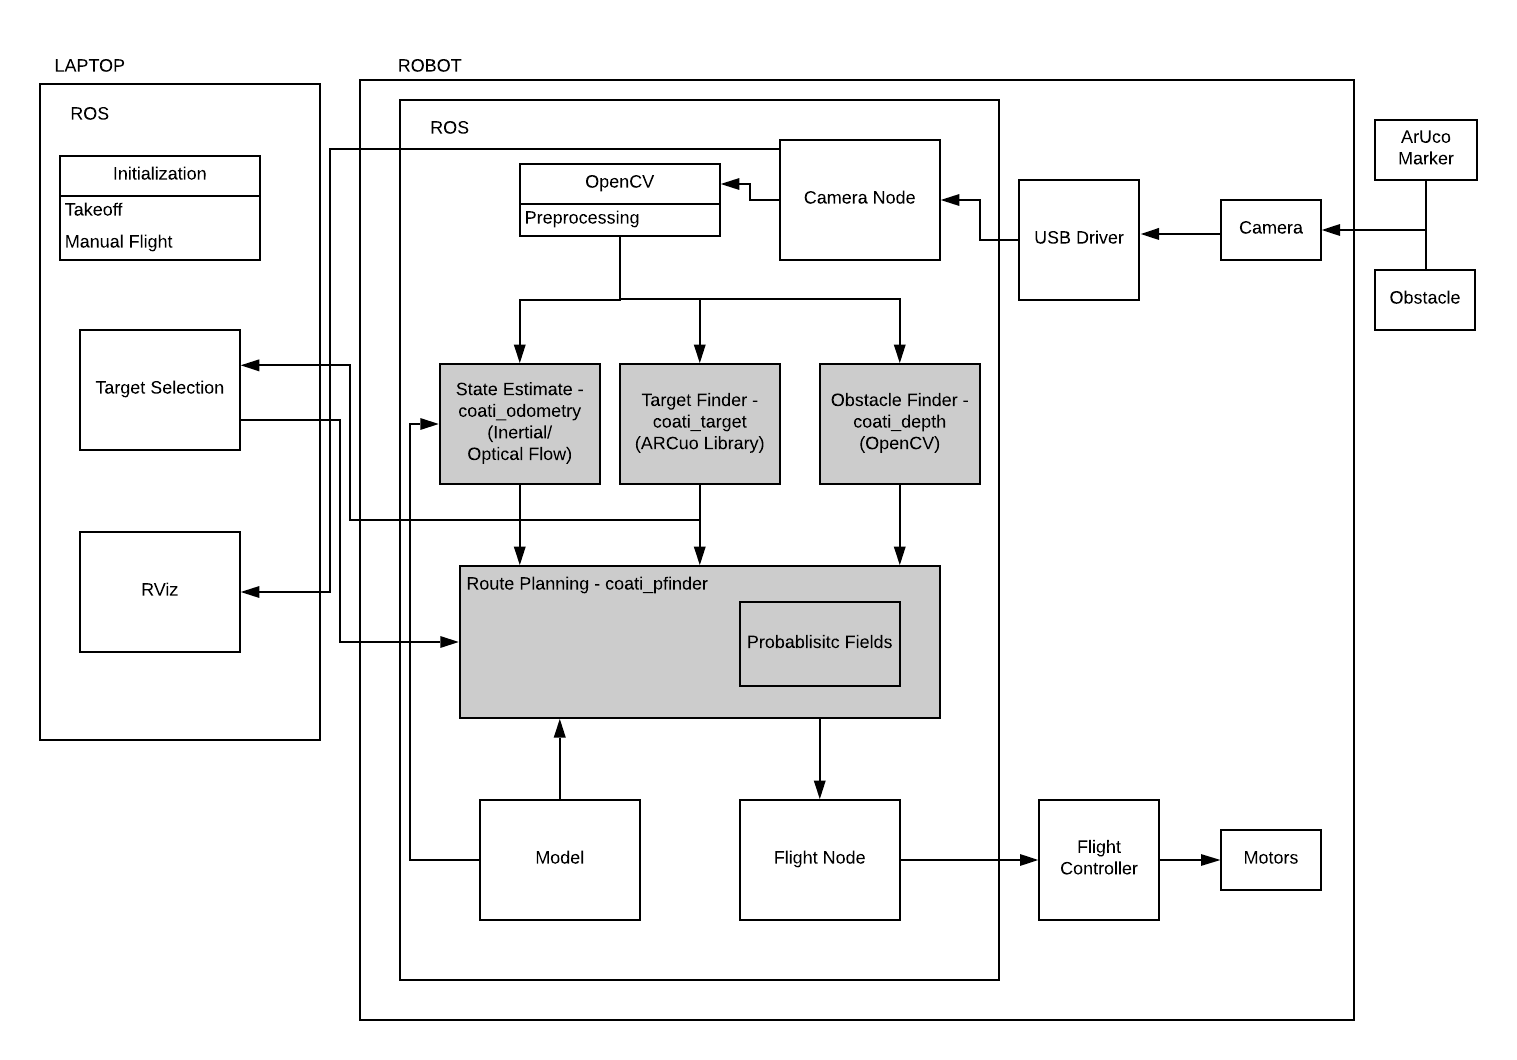 LAPTOP
ROS
Initialization
Takeoff
Manual Flight
Target Selection
RViz
ROBOT
ROS
OpenCV
Preprocessing
Camera Node
USB Driver
Camera
ArUco
Marker
Obstacle
State Estimate -
coati_odometry
(Inertial/
Optical Flow)
Target Finder -
coati_target
(ARCuo Library)
Obstacle Finder -
coati_depth
(OpenCV)
Route Planning - coati_pfinder
Probablisitc Fields
Model
Flight Node
Flight
Controller
Motors